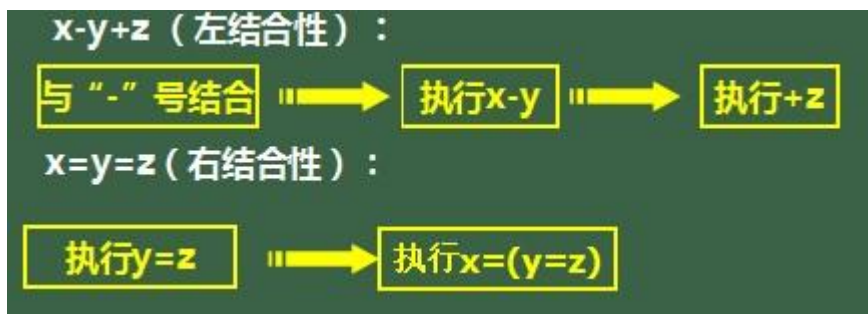 x-y+z（左结合性）：
与“-”号结合 执行x-y 执行+z
x=y=z（右结合性）：
执行y=z 执行x=(y=z)